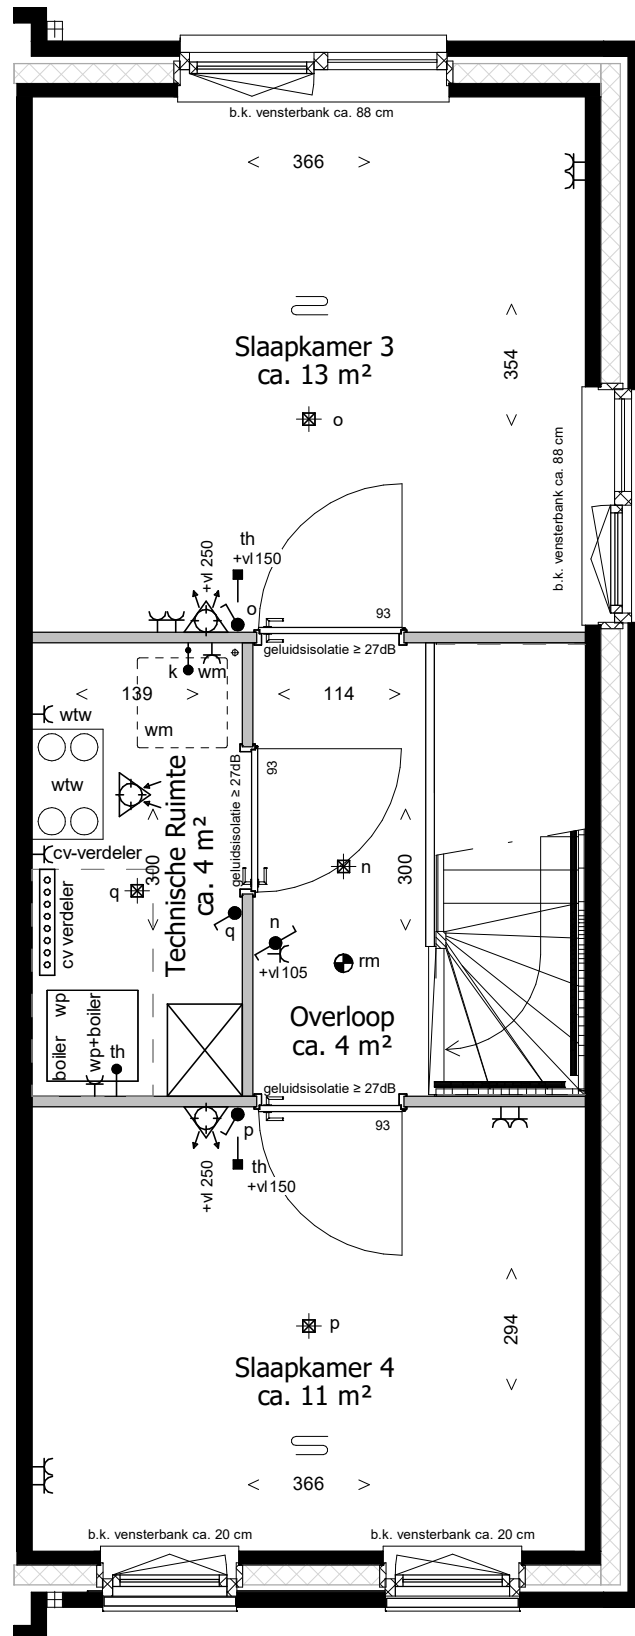 b.k. vensterbank ca. 88 cm
< 366 >
Slaapkamer 3
ca. 13 m²
< 354 >
o
b.k. vensterbank ca. 88 cm
+vl 250
th
+vl 150
o
93
geluidsisolatie ≥ 27dB
k
wm
< 139 >
< 114 >
wtw
wm
wtw
93
geluidsisolatie ≥ 27dB
Technische Ruimte
ca. 4 m²
< 300 >
< 300 >
cv-verdeler
n
q
cv verdeler
q
n
+vl 105
rm
Overloop
ca. 4 m²
boiler wp
wp+boiler
th
geluidsisolatie ≥ 27dB
93
p
+vl 250
th
+vl 150
< 294 >
p
Slaapkamer 4
ca. 11 m²
< 366 >
b.k. vensterbank ca. 20 cm
b.k. vensterbank ca. 20 cm